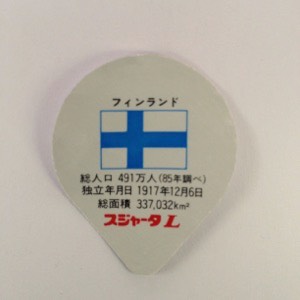 フィンランド
総人口 491万人(85年調べ)
独立年月日 1917年12月6日
総面積 337,032km²
スジャータ L